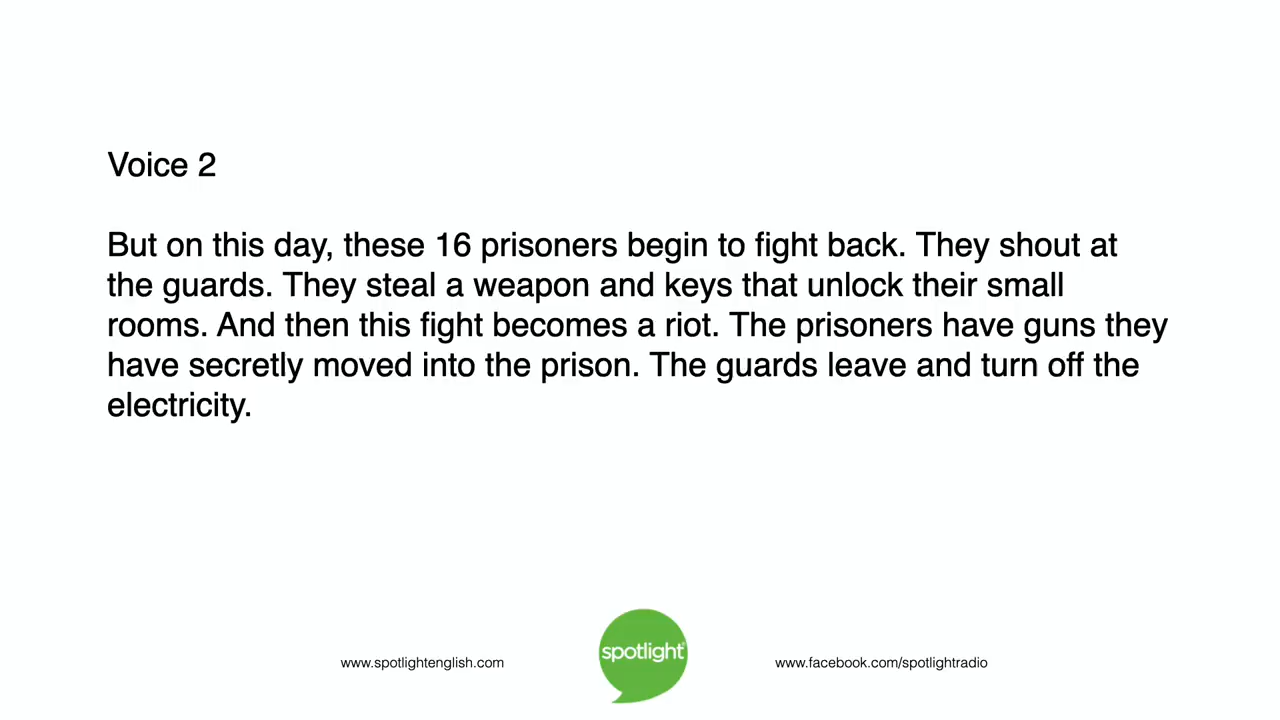 Voice 2
But on this day, these 16 prisoners begin to fight back. They shout at
the guards. They steal a weapon and keys that unlock their small
rooms. And then this fight becomes a riot. The prisoners have guns they
have secretly moved into the prison. The guards leave and turn off the
electricity.
www.spotlightenglish.com
spotlight
www.facebook.com/spotlightradio